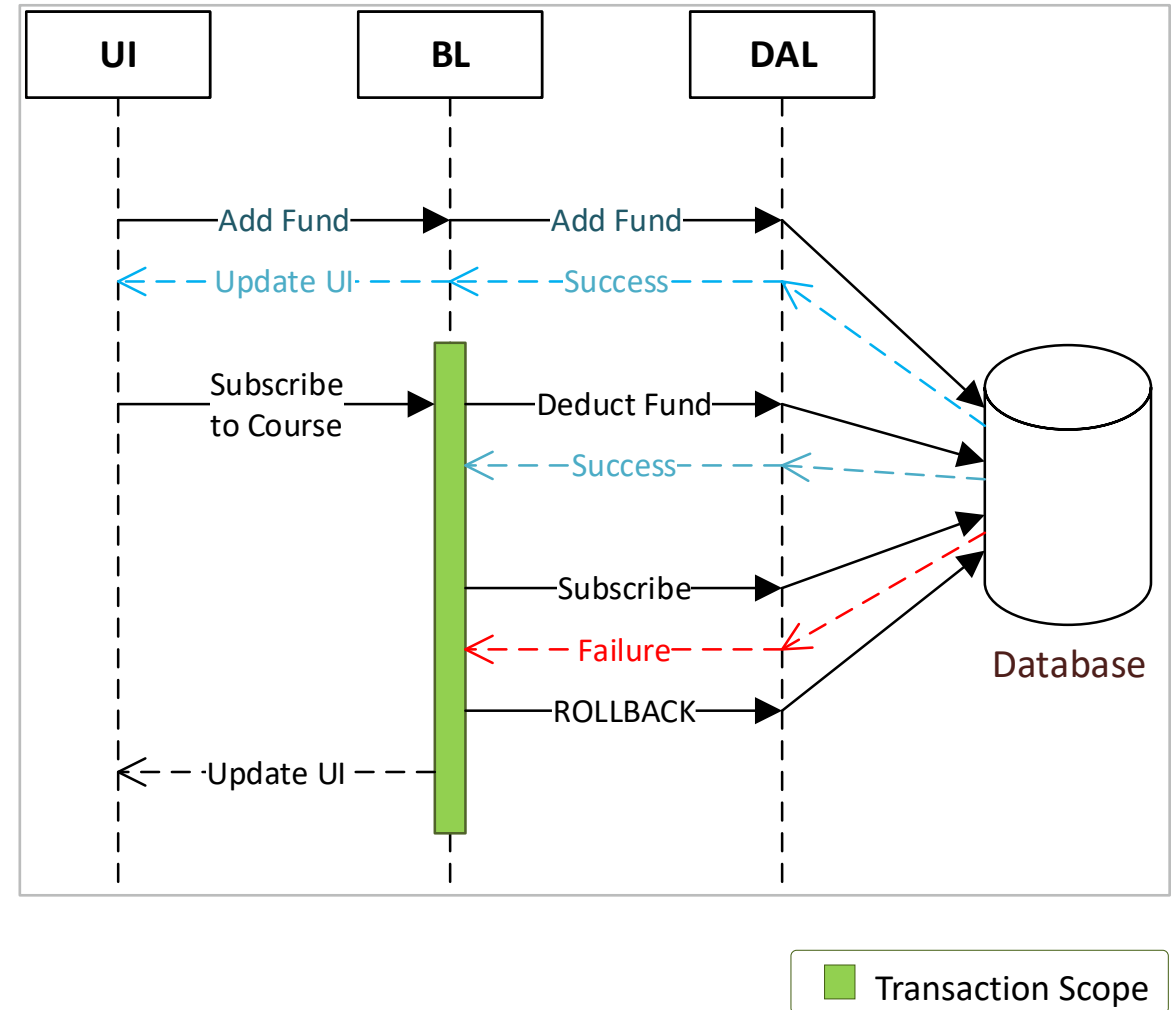 UI
BL
DAL
Add Fund
Add Fund
Update UI
Success
Subscribe
to Course
Deduct Fund
Success
Subscribe
Failure
Database
ROLLBACK
Update UI
Transaction Scope